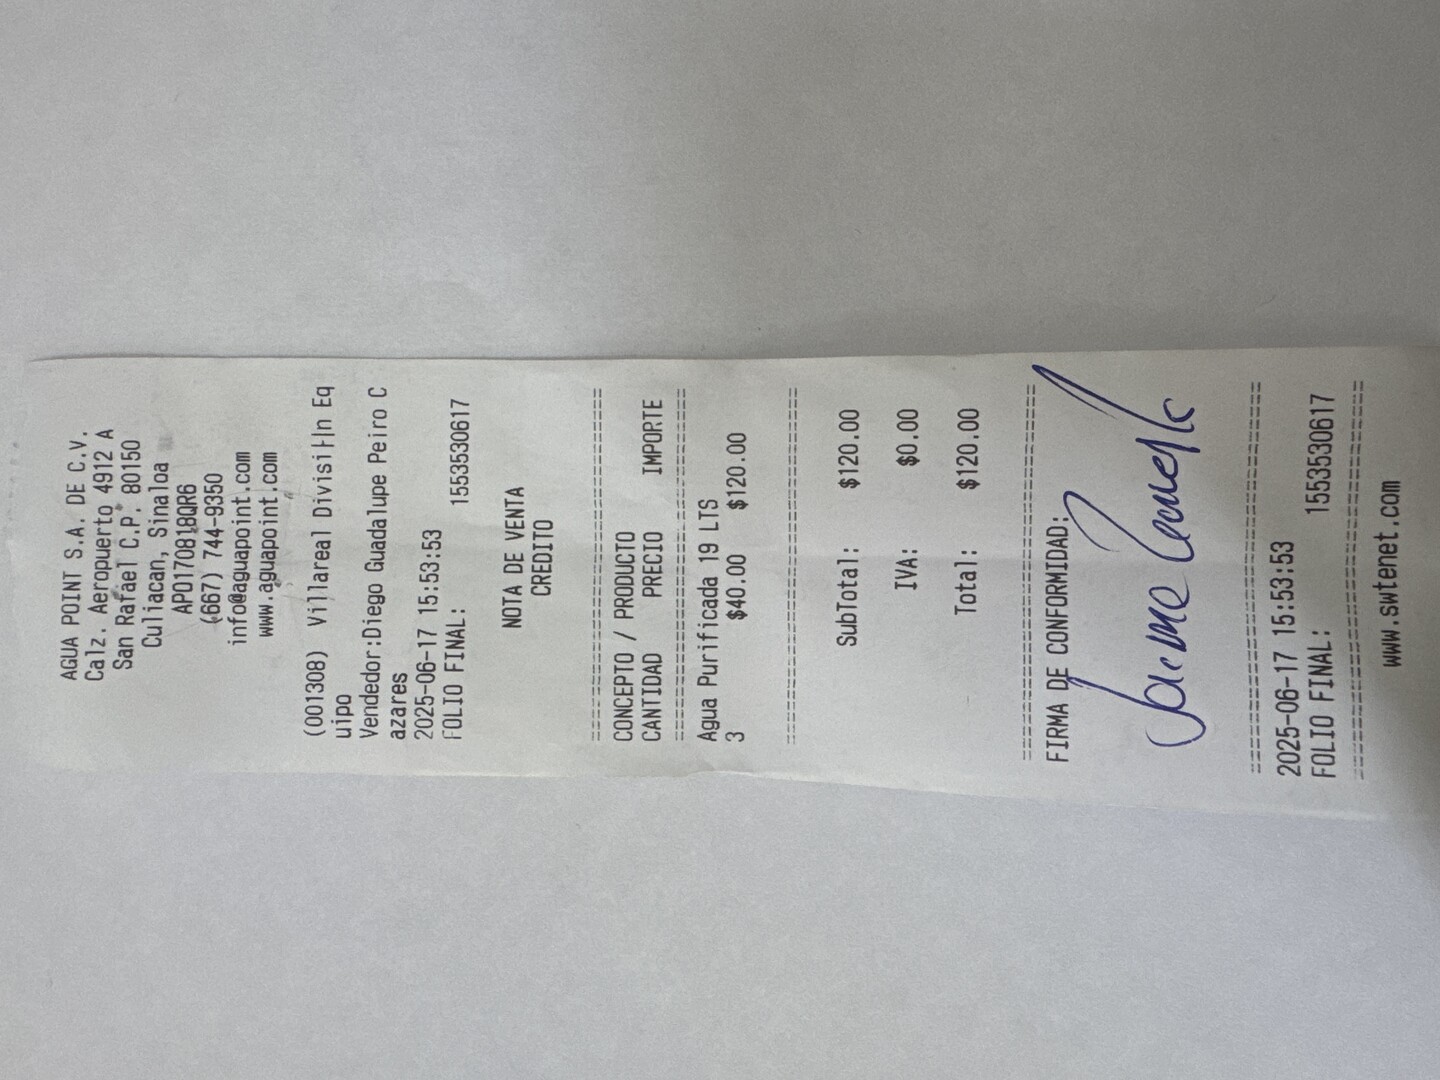 AGUA POINT S.A. DE C.V.
Calz. Aeropuerto 4912 A
San Rafael C.P. 80150
Culiacan, Sinaloa
APO170818QR6
(667) 744-9350
info@aguapoint.com
www.aguapoint.com
(001308) Villareal Divisi├ln Eq
uipo
Vendedor:Diego Guadalupe Peiro C
azares
2025-06-17 15:53:53
FOLIO FINAL: 1553530617
NOTA DE VENTA
CREDITO
================================
CONCEPTO / PRODUCTO
CANTIDAD PRECIO IMPORTE
================================
Agua Purificada 19 LTS
3 $40.00 $120.00
================================
SubTotal: $120.00
IVA: $0.00
Total: $120.00
================================
FIRMA DE CONFORMIDAD:
================================
2025-06-17 15:53:53
FOLIO FINAL: 1553530617
================================
www.swtenet.com